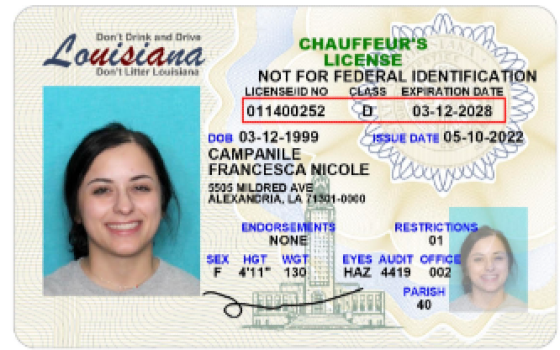 Don't Drink and Drive
Louisiana
Don't Litter Louisiana
CHAUFFEUR'S
LICENSE
NOT FOR FEDERAL IDENTIFICATION
LICENSE/ID NO CLASS EXPIRATION DATE
011400252 D 03-12-2028
DOB 03-12-1999 ISSUE DATE 05-10-2022
CAMPANILE
FRANCESCA NICOLE
5505 MILDRED AVE
ALEXANDRIA, LA 71301-0000
ENDORSEMENTS RESTRICTIONS
NONE 01
SEX HGT WGT EYES AUDIT OFFICE
F 4'11" 130 HAZ 4419 002
PARISH
40